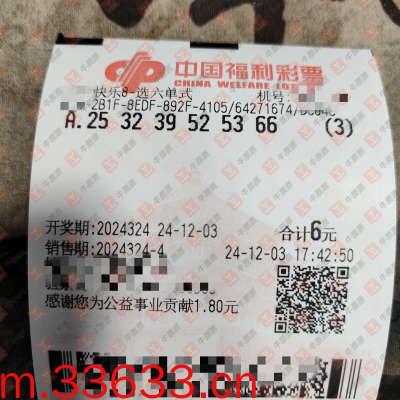 中国福利彩票
CHINA WELFARE LOT
快乐8-选六单式 机号:
2B1F-8EDF-892F-4105/64271674/
A.25 32 39 52 53 66 (3)
开奖期:2024324 24-12-03 合计6元
销售期:2024324-4 24-12-03 17:42:50
感谢您为公益事业贡献1.80元
m.33633.cn